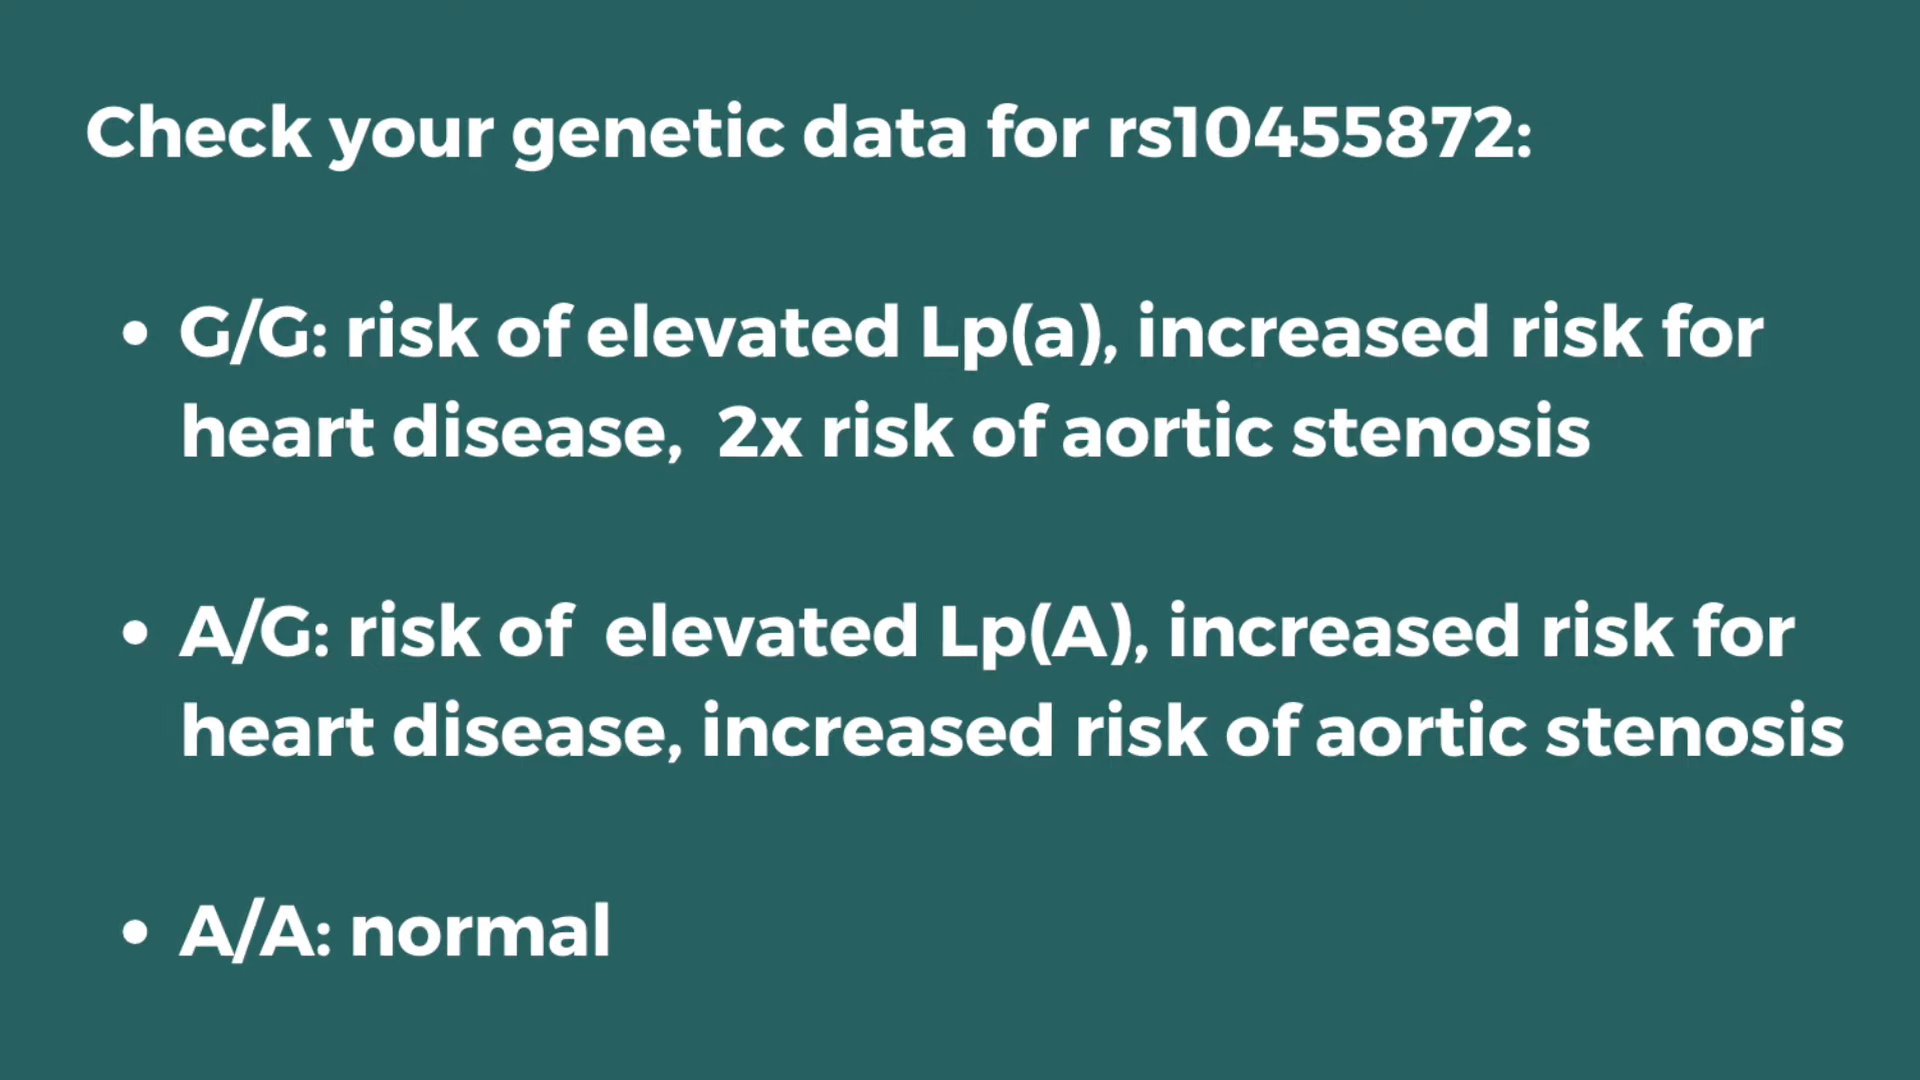 Check your genetic data for rs10455872:
• G/G: risk of elevated Lp(a), increased risk for
heart disease, 2x risk of aortic stenosis
• A/G: risk of elevated Lp(A), increased risk for
heart disease, increased risk of aortic stenosis
• A/A: normal